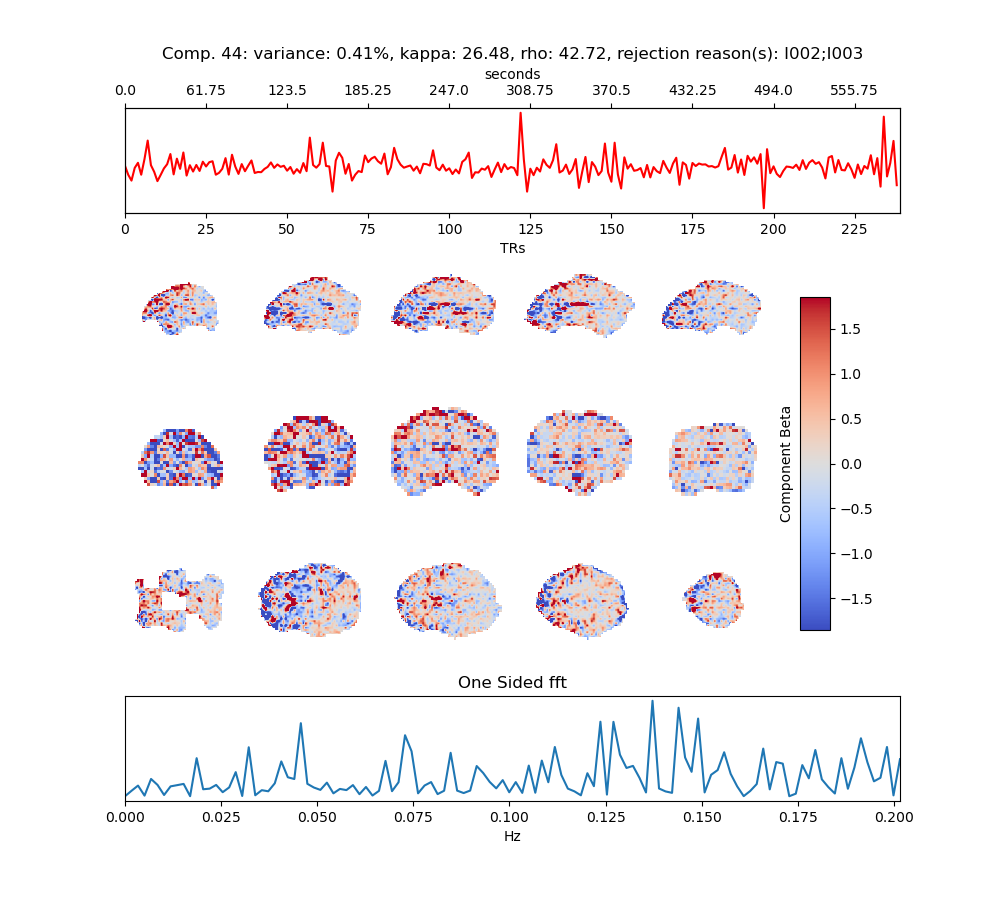 Comp. 44: variance: 0.41%, kappa: 26.48, rho: 42.72, rejection reason(s): I002;I003
seconds
0.0 61.75 123.5 185.25 247.0 308.75 370.5 432.25 494.0 555.75
0 25 50 75 100 125 150 175 200 225
TRs
1.5
1.0
0.5
0.0
−0.5
−1.0
−1.5
Component Beta
One Sided fft
0.000 0.025 0.050 0.075 0.100 0.125 0.150 0.175 0.200
Hz